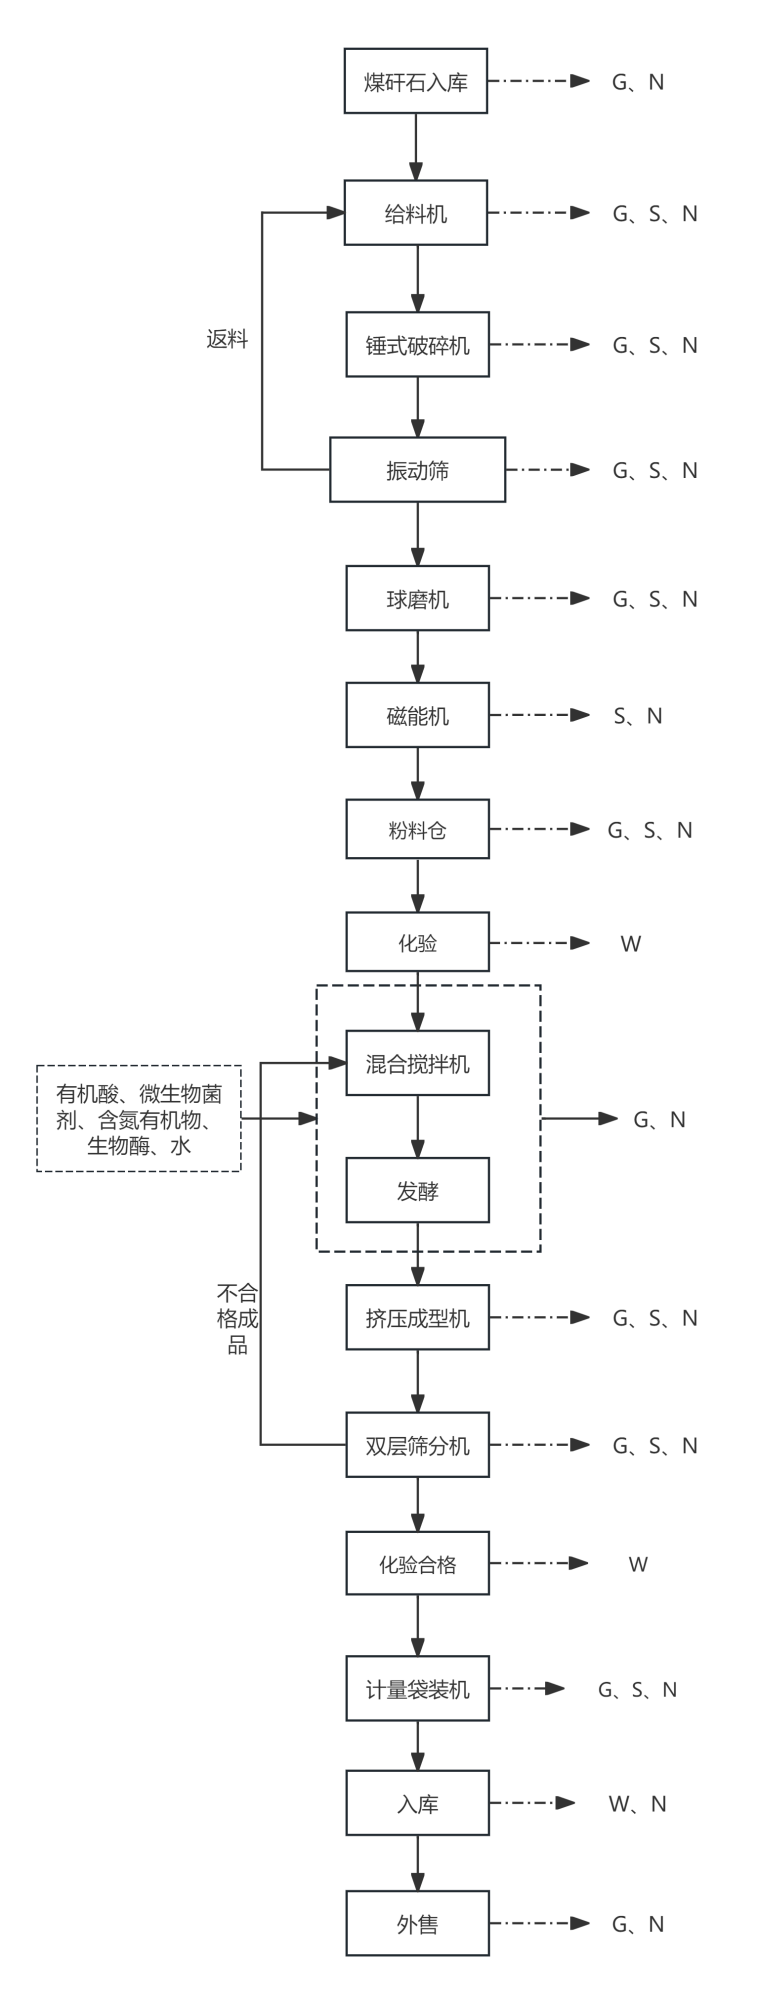 煤矸石入库
G、N
给料机
G、S、N
返料
锤式破碎机
G、S、N
振动筛
G、S、N
球磨机
G、S、N
磁能机
S、N
粉料仓
G、S、N
化验
W
混合搅拌机
有机酸、微生物菌
剂、含氮有机物、
生物酶、水
G、N
发酵
不合
格成
品
挤压成型机
G、S、N
双层筛分机
G、S、N
化验合格
W
计量袋装机
G、S、N
入库
W、N
外售
G、N